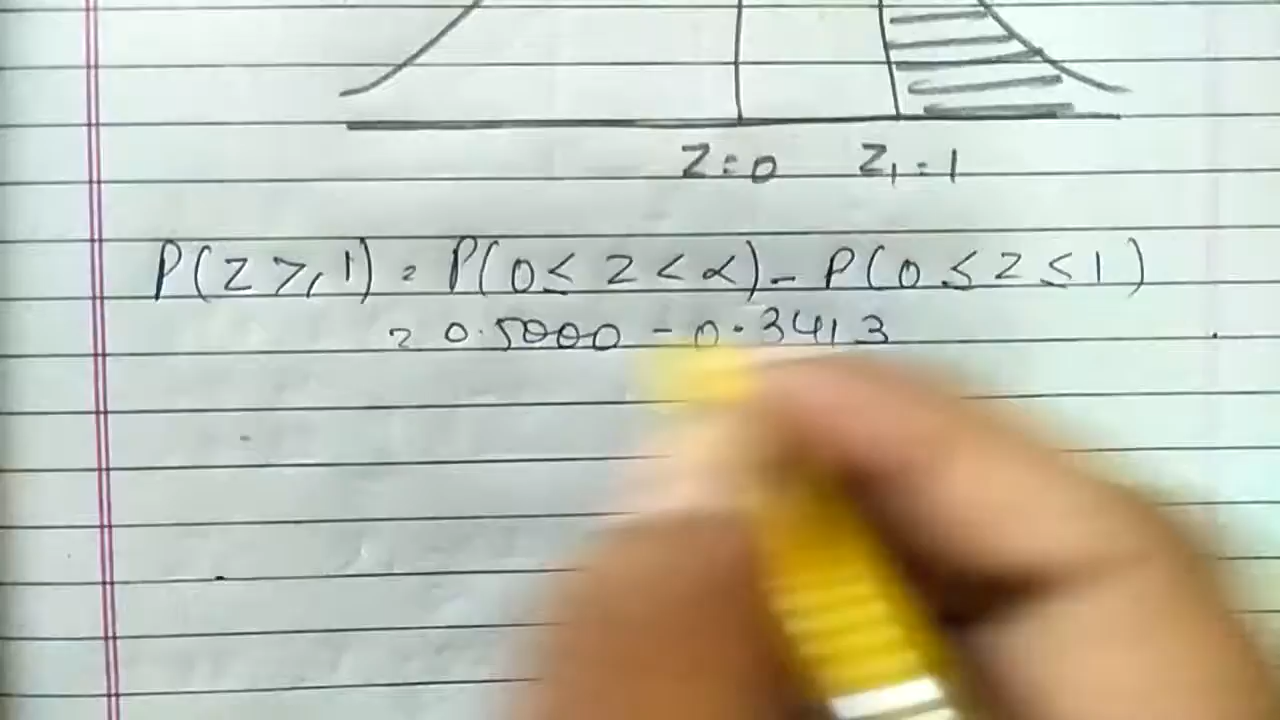 Z=0 Z₁=1
P(Z ≥ 1) = P(0 ≤ Z < α) - P(0 ≤ Z ≤ 1)
= 0.5000 - 0.3413